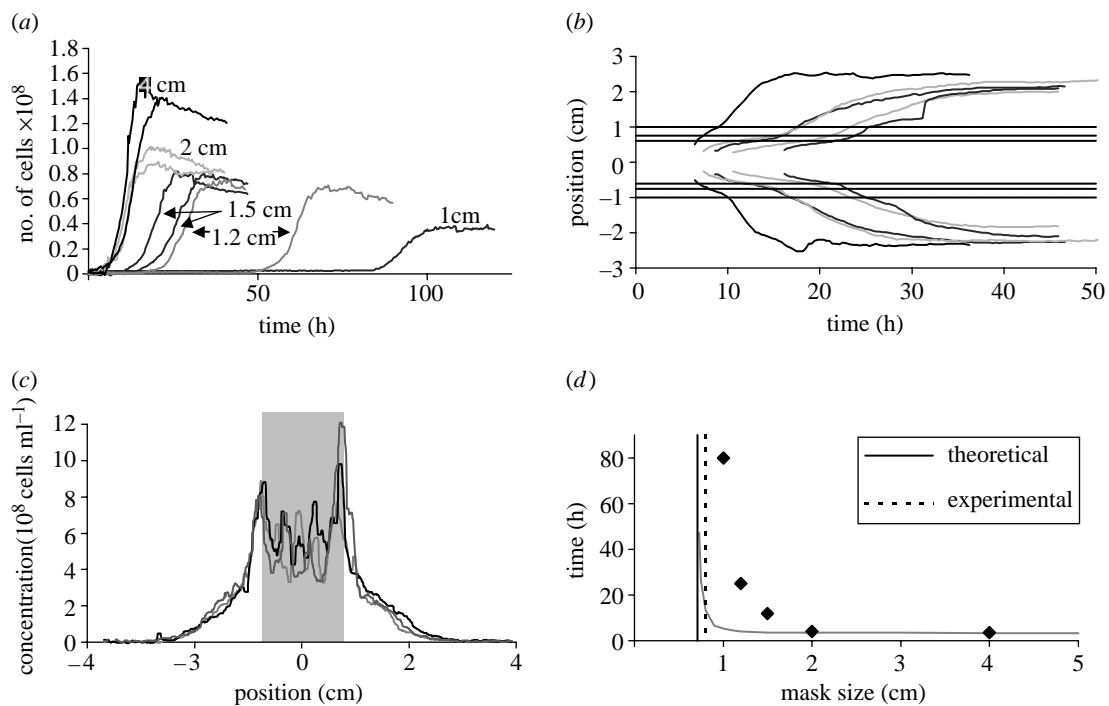 (a)
1.8
1.6
1.4
1.2
1.0
0.8
0.6
0.4
0.2
0
no. of cells ×10⁸
4 cm
2 cm
1.5 cm
1.2 cm
1cm
50
100
time (h)
(b)
3
2
1
0
−1
−2
−3
position (cm)
0
10
20
30
40
50
time (h)
(c)
12
10
8
6
4
2
0
concentration(10⁸ cells ml⁻¹)
−4
−3
0
2
4
position (cm)
(d)
80
60
40
20
0
time (h)
theoretical
experimental
1
2
3
4
5
mask size (cm)